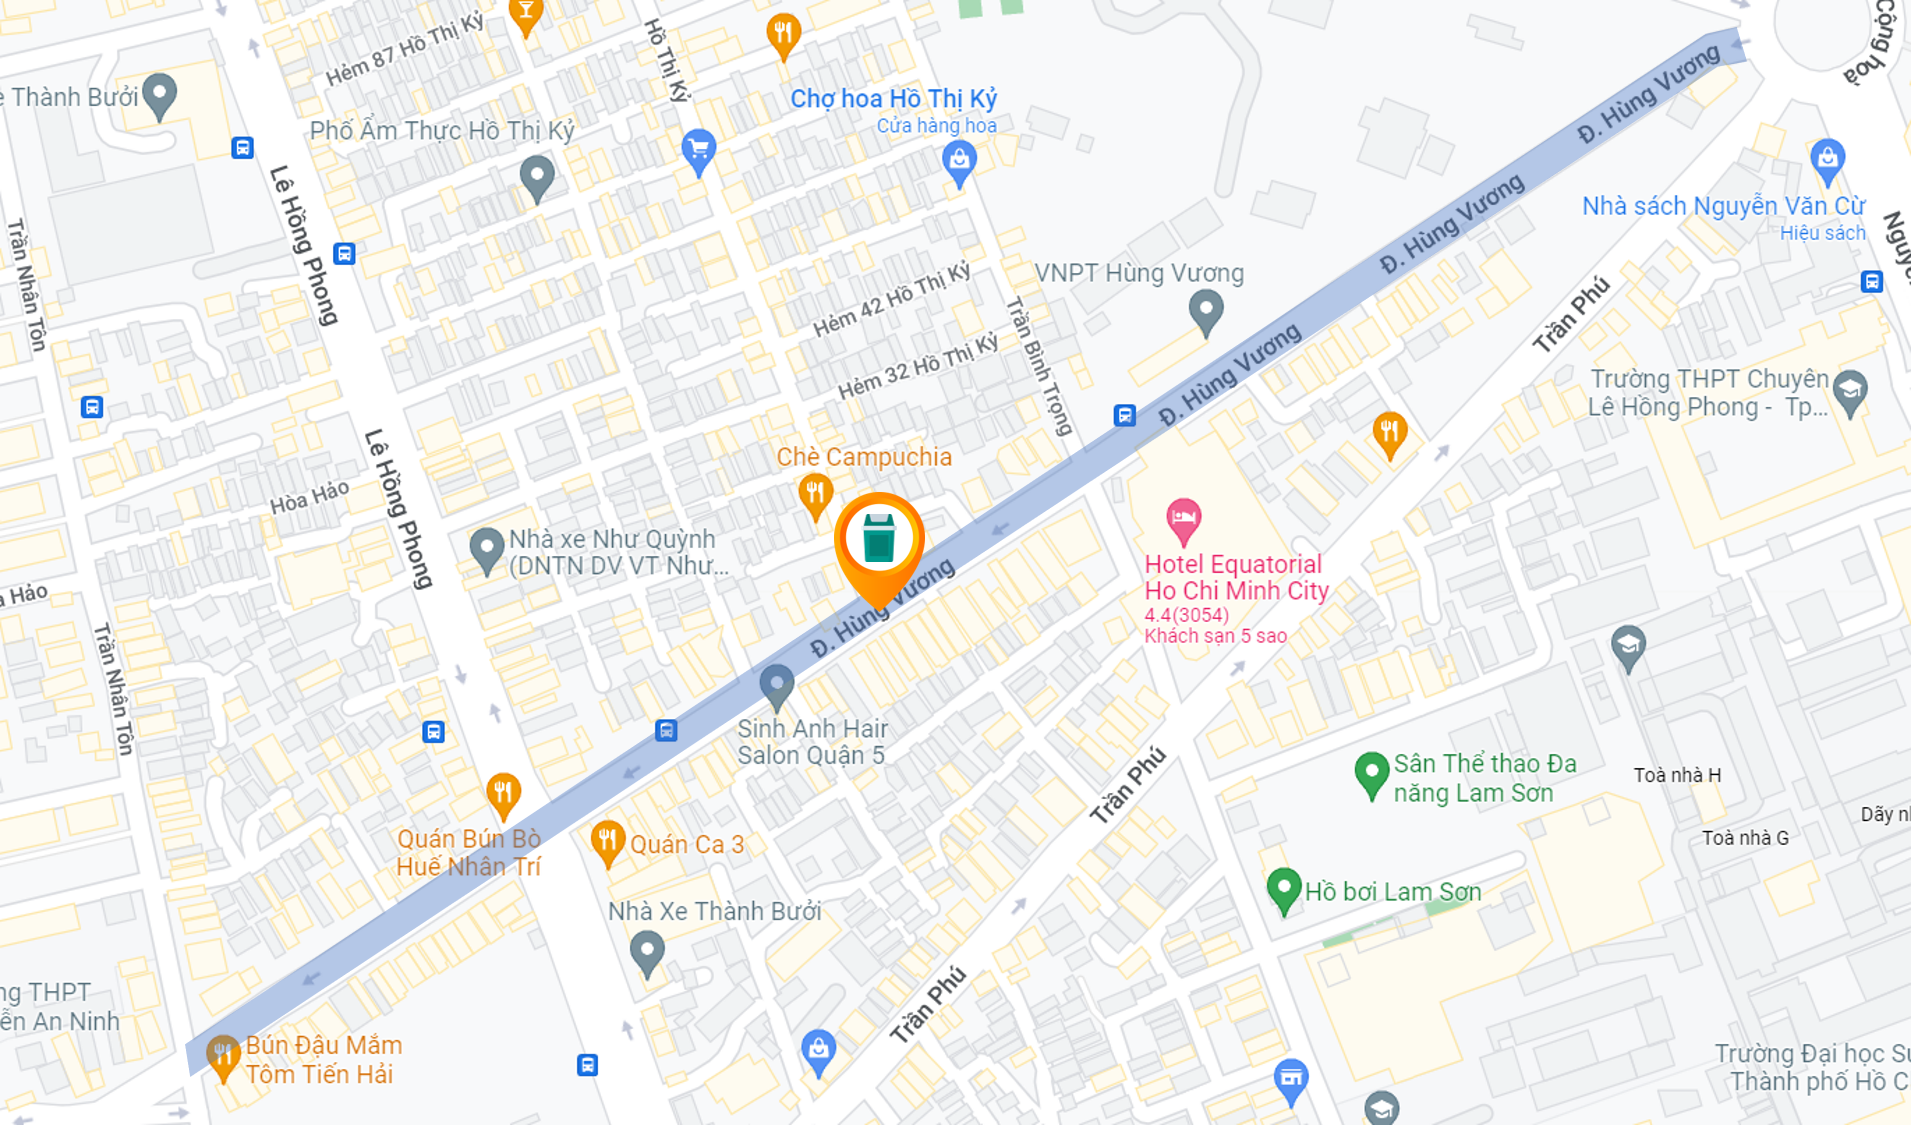 Hẻm 87 Hồ Thị Kỷ
Hồ Thị Kỷ
Cộng hoà
Đ. Hùng Vương
e Thành Bưởi
Chợ hoa Hồ Thị Kỷ
Cửa hàng hoa
Phố Ẩm Thực Hồ Thị Kỷ
Lê Hồng Phong
Đ. Hùng Vương
Nhà sách Nguyễn Văn Cừ
Hiệu sách
Trần Nhân Tôn
VNPT Hùng Vương
Hẻm 42 Hồ Thị Kỷ
Trần Bình Trọng
Trần Phú
Hẻm 32 Hồ Thị Kỷ
Đ. Hùng Vương
Trường THPT Chuyên
Lê Hồng Phong - Tp...
Chè Campuchia
Lê Hồng Phong
Hòa Hảo
Nhà xe Như Quỳnh
(DNTN DV VT Như...
Hotel Equatorial
Ho Chi Minh City
4.4(3054)
Khách sạn 5 sao
a Hảo
Đ. Hùng Vương
Trần Nhân Tôn
Sinh Anh Hair
Salon Quận 5
Trần Phú
Sân Thể thao Đa
năng Lam Sơn
Toà nhà H
Toà nhà G
Quán Bún Bò
Huế Nhân Trí
Quán Ca 3
Hồ bơi Lam Sơn
Nhà Xe Thành Bưởi
Trần Phú
ng THPT
ễn An Ninh
Bún Đậu Mắm
Tôm Tiến Hải
Trường Đại học Sư
Thành phố Hồ C